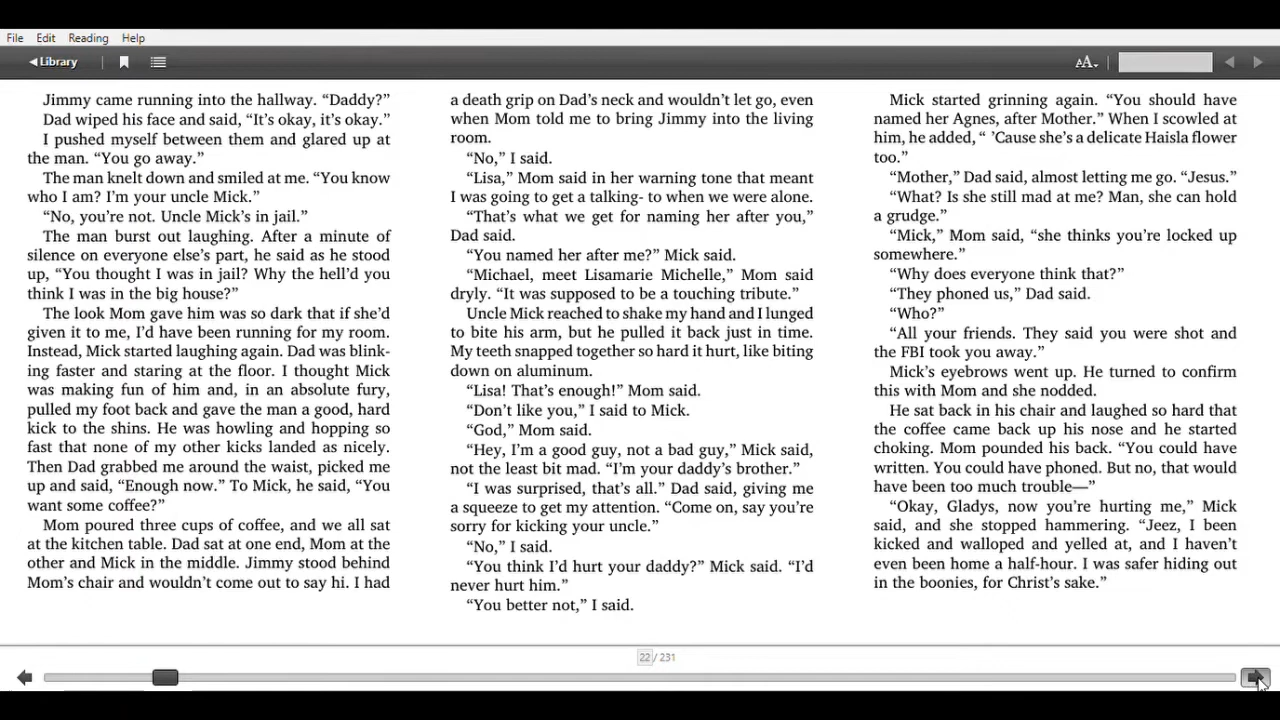 File Edit Reading Help
Library AA
Jimmy came running into the hallway. “Daddy?”
Dad wiped his face and said, “It’s okay, it’s okay.”
I pushed myself between them and glared up at
the man. “You go away.”
The man knelt down and smiled at me. “You know
who I am? I’m your uncle Mick.”
“No, you’re not. Uncle Mick’s in jail.”
The man burst out laughing. After a minute of
silence on everyone else’s part, he said as he stood
up, “You thought I was in jail? Why the hell’d you
think I was in the big house?”
The look Mom gave him was so dark that if she’d
given it to me, I’d have been running for my room.
Instead, Mick started laughing again. Dad was blink-
ing faster and staring at the floor. I thought Mick
was making fun of him and, in an absolute fury,
pulled my foot back and gave the man a good, hard
kick to the shins. He was howling and hopping so
fast that none of my other kicks landed as nicely.
Then Dad grabbed me around the waist, picked me
up and said, “Enough now.” To Mick, he said, “You
want some coffee?”
Mom poured three cups of coffee, and we all sat
at the kitchen table. Dad sat at one end, Mom at the
other and Mick in the middle. Jimmy stood behind
Mom’s chair and wouldn’t come out to say hi. I had
a death grip on Dad’s neck and wouldn’t let go, even
when Mom told me to bring Jimmy into the living
room.
“No,” I said.
“Lisa,” Mom said in her warning tone that meant
I was going to get a talking- to when we were alone.
“That’s what we get for naming her after you,”
Dad said.
“You named her after me?” Mick said.
“Michael, meet Lisamarie Michelle,” Mom said
dryly. “It was supposed to be a touching tribute.”
Uncle Mick reached to shake my hand and I lunged
to bite his arm, but he pulled it back just in time.
My teeth snapped together so hard it hurt, like biting
down on aluminum.
“Lisa! That’s enough!” Mom said.
“Don’t like you,” I said to Mick.
“God,” Mom said.
“Hey, I’m a good guy, not a bad guy,” Mick said,
not the least bit mad. “I’m your daddy’s brother.”
“I was surprised, that’s all.” Dad said, giving me
a squeeze to get my attention. “Come on, say you’re
sorry for kicking your uncle.”
“No,” I said.
“You think I’d hurt your daddy?” Mick said. “I’d
never hurt him.”
“You better not,” I said.
Mick started grinning again. “You should have
named her Agnes, after Mother.” When I scowled at
him, he added, “ ’Cause she’s a delicate Haisla flower
too.”
“Mother,” Dad said, almost letting me go. “Jesus.”
“What? Is she still mad at me? Man, she can hold
a grudge.”
“Mick,” Mom said, “she thinks you’re locked up
somewhere.”
“Why does everyone think that?”
“They phoned us,” Dad said.
“Who?”
“All your friends. They said you were shot and
the FBI took you away.”
Mick’s eyebrows went up. He turned to confirm
this with Mom and she nodded.
He sat back in his chair and laughed so hard that
the coffee came back up his nose and he started
choking. Mom pounded his back. “You could have
written. You could have phoned. But no, that would
have been too much trouble—”
“Okay, Gladys, now you’re hurting me,” Mick
said, and she stopped hammering. “Jeez, I been
kicked and walloped and yelled at, and I haven’t
even been home a half-hour. I was safer hiding out
in the boonies, for Christ’s sake.”
22 / 231